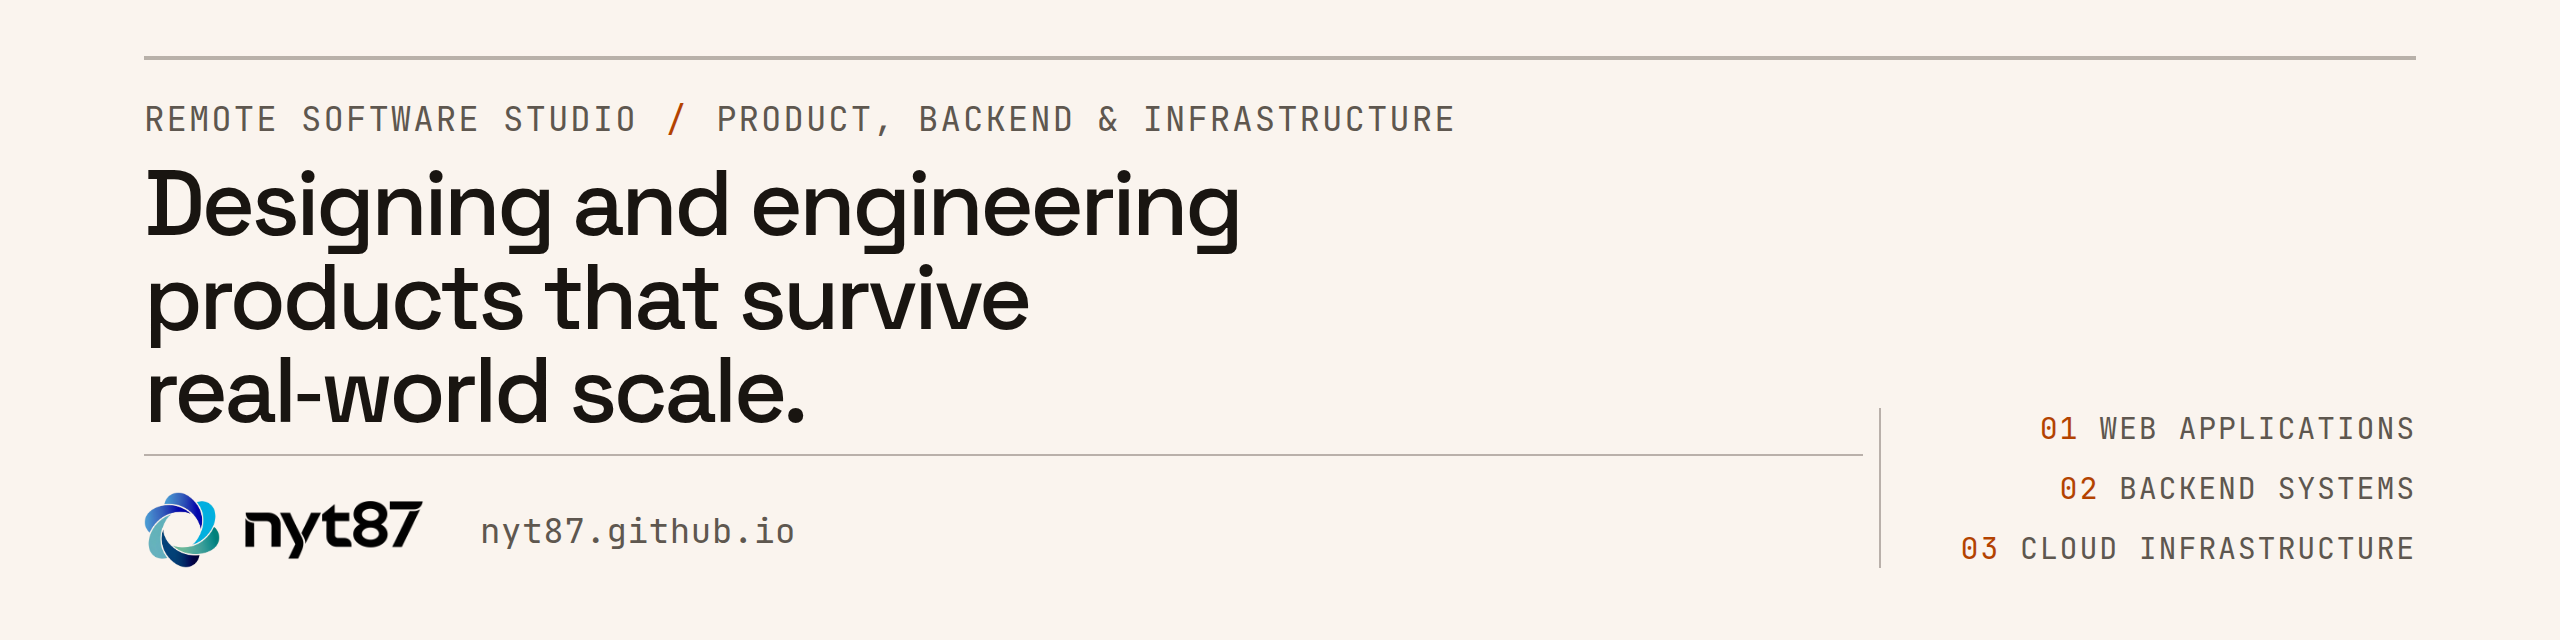 REMOTE SOFTWARE STUDIO / PRODUCT, BACKEND & INFRASTRUCTURE
Designing and engineering
products that survive
real-world scale.
nyt87
nyt87.github.io
01 WEB APPLICATIONS
02 BACKEND SYSTEMS
03 CLOUD INFRASTRUCTURE